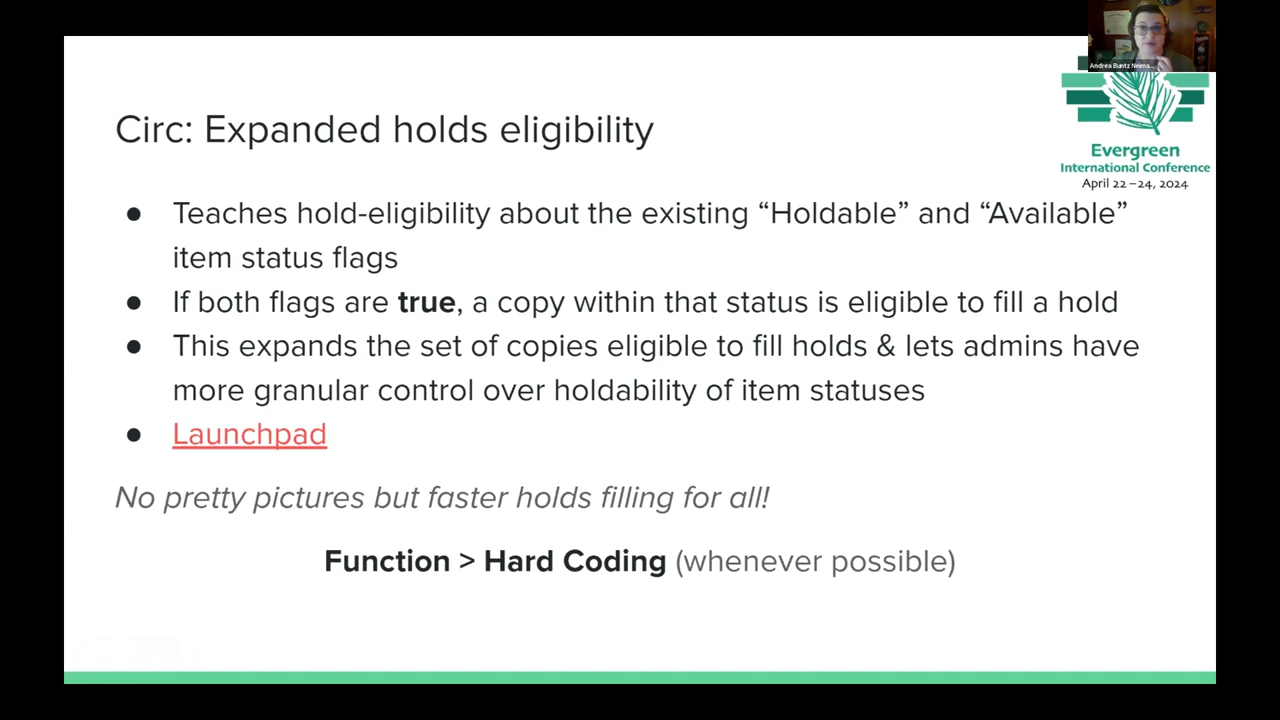 Andrea Buntz Neima...
Evergreen
International Conference
April 22–24, 2024
Circ: Expanded holds eligibility
● Teaches hold-eligibility about the existing “Holdable” and “Available”
item status flags
● If both flags are true, a copy within that status is eligible to fill a hold
● This expands the set of copies eligible to fill holds & lets admins have
more granular control over holdability of item statuses
● Launchpad
No pretty pictures but faster holds filling for all!
Function > Hard Coding (whenever possible)